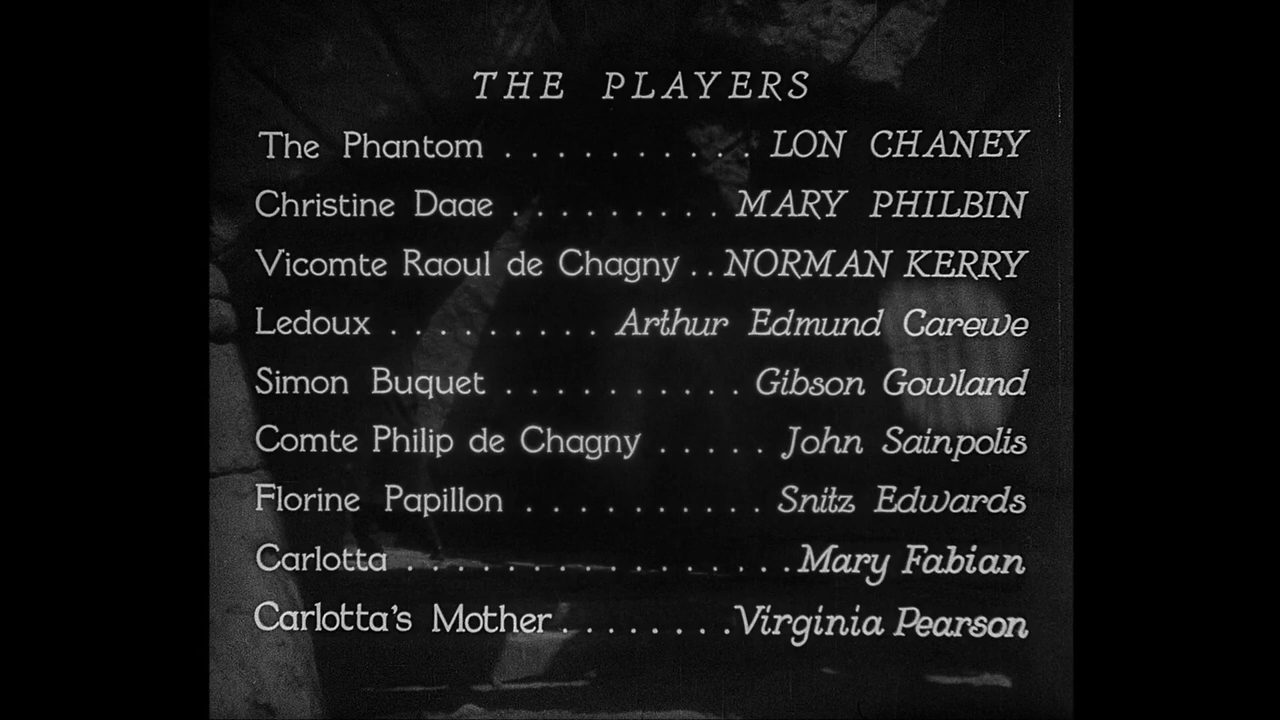 THE PLAYERS
The Phantom . . . . . . . . . . LON CHANEY
Christine Daae . . . . . . . . . MARY PHILBIN
Vicomte Raoul de Chagny . . NORMAN KERRY
Ledoux . . . . . . . . . Arthur Edmund Carewe
Simon Buquet . . . . . . . . . . Gibson Gowland
Comte Philip de Chagny . . . . . John Sainpolis
Florine Papillon . . . . . . . . . . Snitz Edwards
Carlotta . . . . . . . . . . . . . . . . . Mary Fabian
Carlotta's Mother . . . . . . . . Virginia Pearson